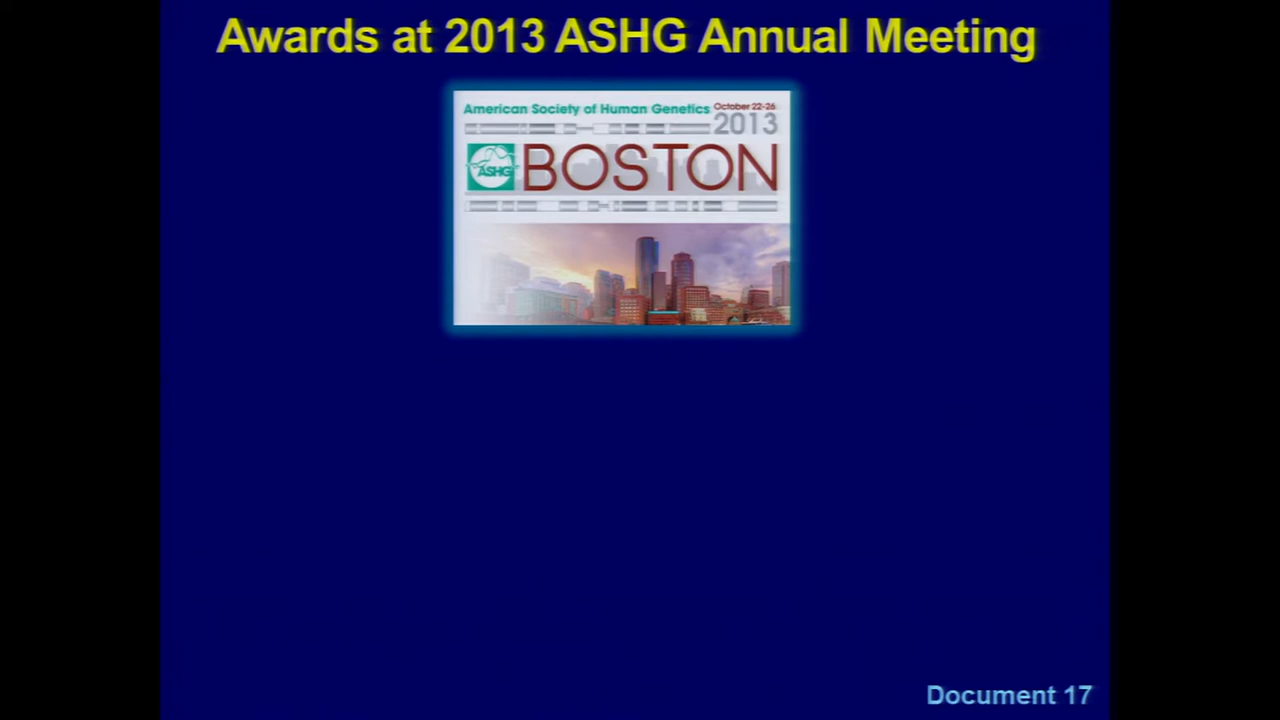 Awards at 2013 ASHG Annual Meeting
American Society of Human Genetics October 22-26
2013
ASHG BOSTON
Document 17